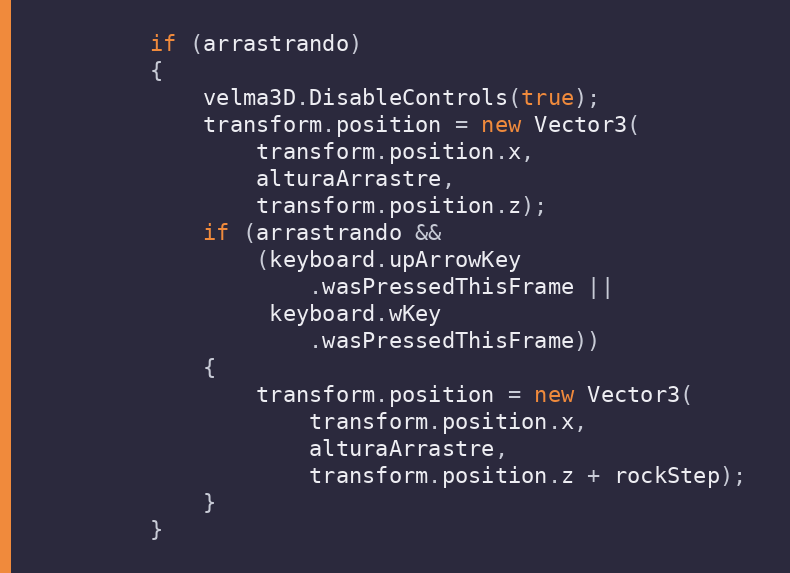 if (arrastrando)
{
    velma3D.DisableControls(true);
    transform.position = new Vector3(
        transform.position.x,
        alturaArrastre,
        transform.position.z);
    if (arrastrando &&
        (keyboard.upArrowKey
            .wasPressedThisFrame ||
         keyboard.wKey
            .wasPressedThisFrame))
    {
        transform.position = new Vector3(
            transform.position.x,
            alturaArrastre,
            transform.position.z + rockStep);
    }
}